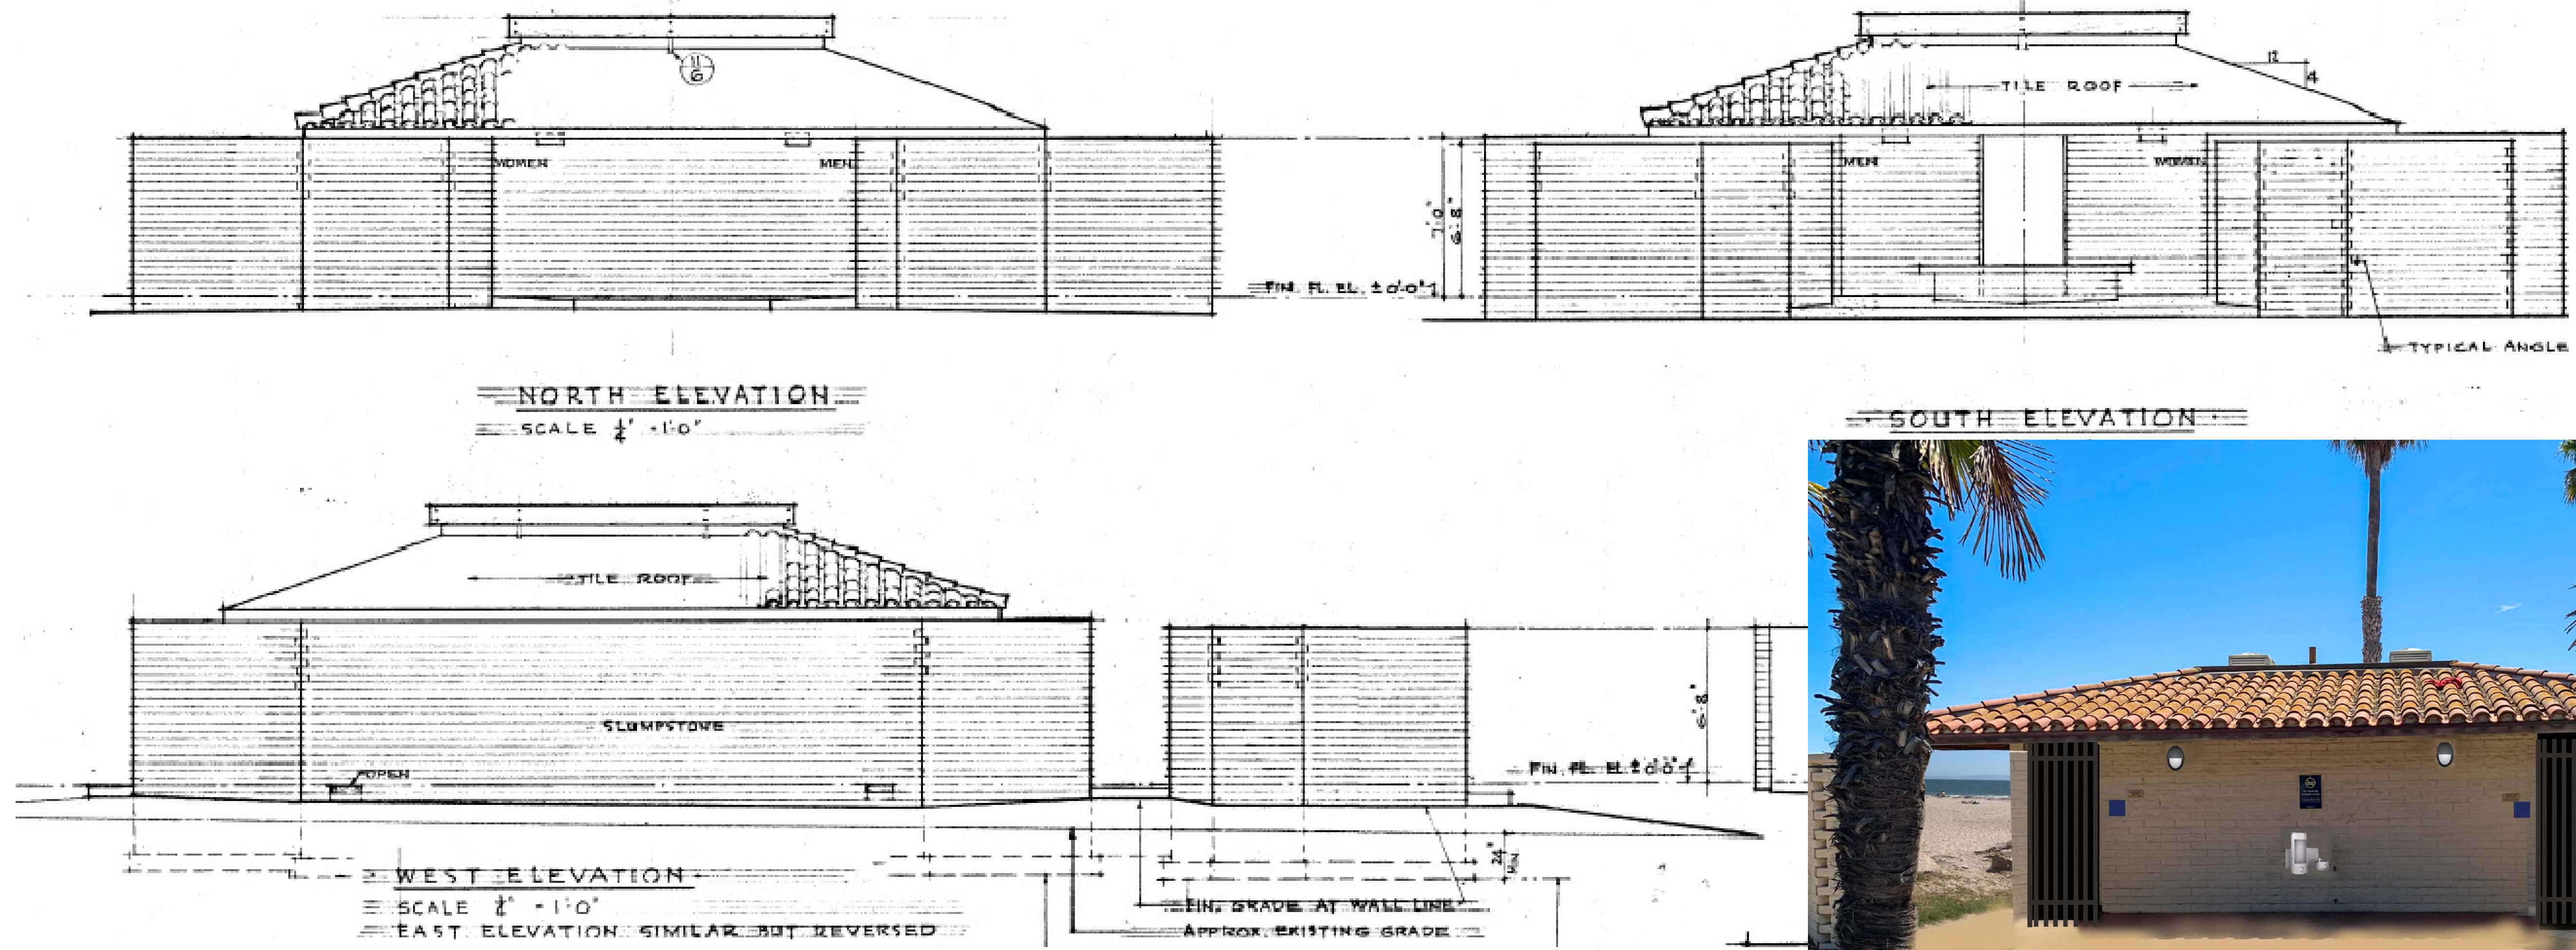 11
6
12
4
TILE ROOF
WOMEN
MEN
MEN
WOMEN
7'-0"
6'-8"
FIN. FL. EL. ± 0'-0"
TYPICAL ANGLE
NORTH ELEVATION
SCALE 1/4" = 1'-0"
SOUTH ELEVATION
TILE ROOF
SLUMPSTONE
OPEN
6'-8"
FIN. FL. EL. ± 0'-0"
24"
MIN
WEST ELEVATION
SCALE 1/4" = 1'-0"
EAST ELEVATION SIMILAR BUT REVERSED
FIN. GRADE AT WALL LINE
APPROX. EXISTING GRADE